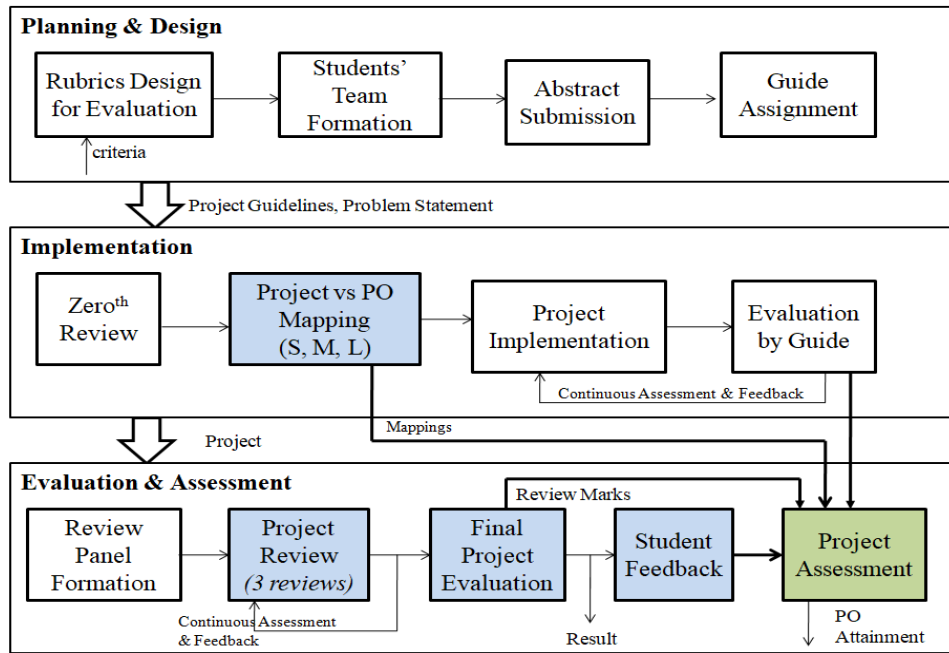 Planning & Design
Rubrics Design
for Evaluation
Students'
Team
Formation
Abstract
Submission
Guide
Assignment
criteria
Project Guidelines, Problem Statement
Implementation
Zeroth
Review
Project vs PO
Mapping
(S, M, L)
Project
Implementation
Evaluation
by Guide
Continuous Assessment & Feedback
Mappings
Project
Evaluation & Assessment
Review Marks
Review
Panel
Formation
Project
Review
(3 reviews)
Final
Project
Evaluation
Student
Feedback
Project
Assessment
Continuous Assessment
& Feedback
Result
PO
Attainment